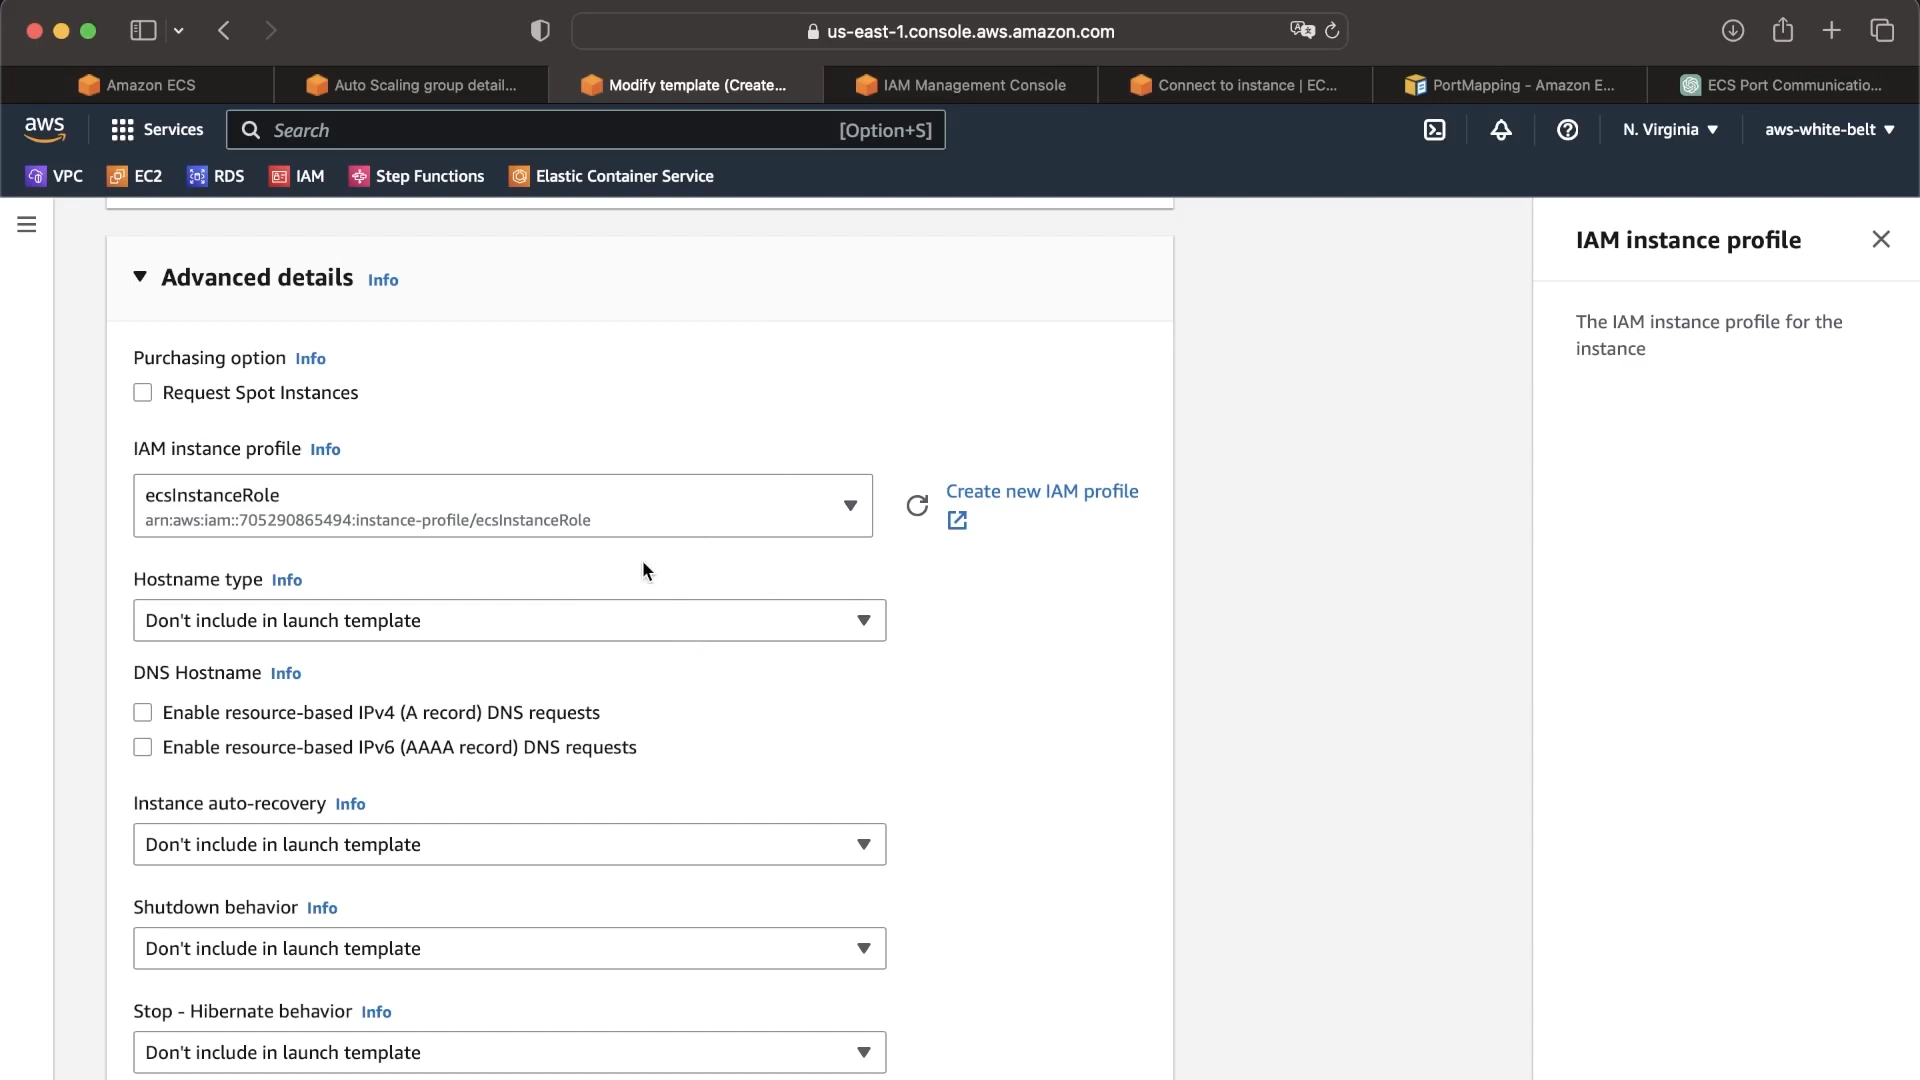 us-east-1.console.aws.amazon.com
Amazon ECS
Auto Scaling group detail...
Modify template (Create...
IAM Management Console
Connect to instance | EC...
PortMapping - Amazon E...
ECS Port Communicatio...
aws
Services
Search
[Option+S]
N. Virginia
aws-white-belt
VPC
EC2
RDS
IAM
Step Functions
Elastic Container Service
Advanced details Info
Purchasing option Info
Request Spot Instances
IAM instance profile Info
ecsInstanceRole
arn:aws:iam::705290865494:instance-profile/ecsInstanceRole
Create new IAM profile
Hostname type Info
Don't include in launch template
DNS Hostname Info
Enable resource-based IPv4 (A record) DNS requests
Enable resource-based IPv6 (AAAA record) DNS requests
Instance auto-recovery Info
Don't include in launch template
Shutdown behavior Info
Don't include in launch template
Stop - Hibernate behavior Info
Don't include in launch template
IAM instance profile
The IAM instance profile for the
instance